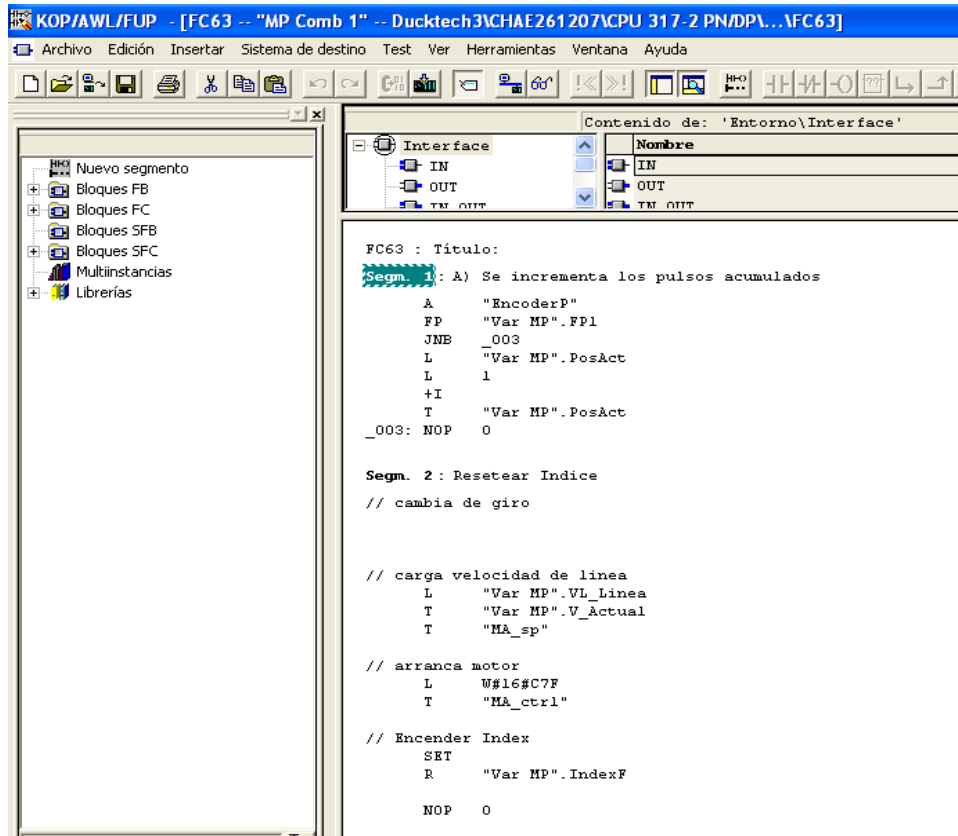 KOP/AWL/FUP - [FC63 -- "MP Comb 1" -- Ducktech3\CHAE261207\CPU 317-2 PN/DP\...\FC63]
Archivo Edición Insertar Sistema de destino Test Ver Herramientas Ventana Ayuda
Contenido de: 'Entorno\Interface'
Interface
IN
OUT
IN_OUT
Nombre
IN
OUT
IN_OUT
Nuevo segmento
Bloques FB
Bloques FC
Bloques SFB
Bloques SFC
Multiinstancias
Librerías
FC63 : Título:
Segm. 1: A) Se incrementa los pulsos acumulados
A "EncoderP"
FP "Var MP".FP1
JNB _003
L "Var MP".PosAct
L 1
+I
T "Var MP".PosAct
_003: NOP 0
Segm. 2 : Resetear Indice
// cambia de giro
// carga velocidad de linea
L "Var MP".VL_Linea
T "Var MP".V_Actual
T "MA_sp"
// arranca motor
L W#16#C7F
T "MA_ctrl"
// Encender Index
SET
R "Var MP".IndexF
NOP 0